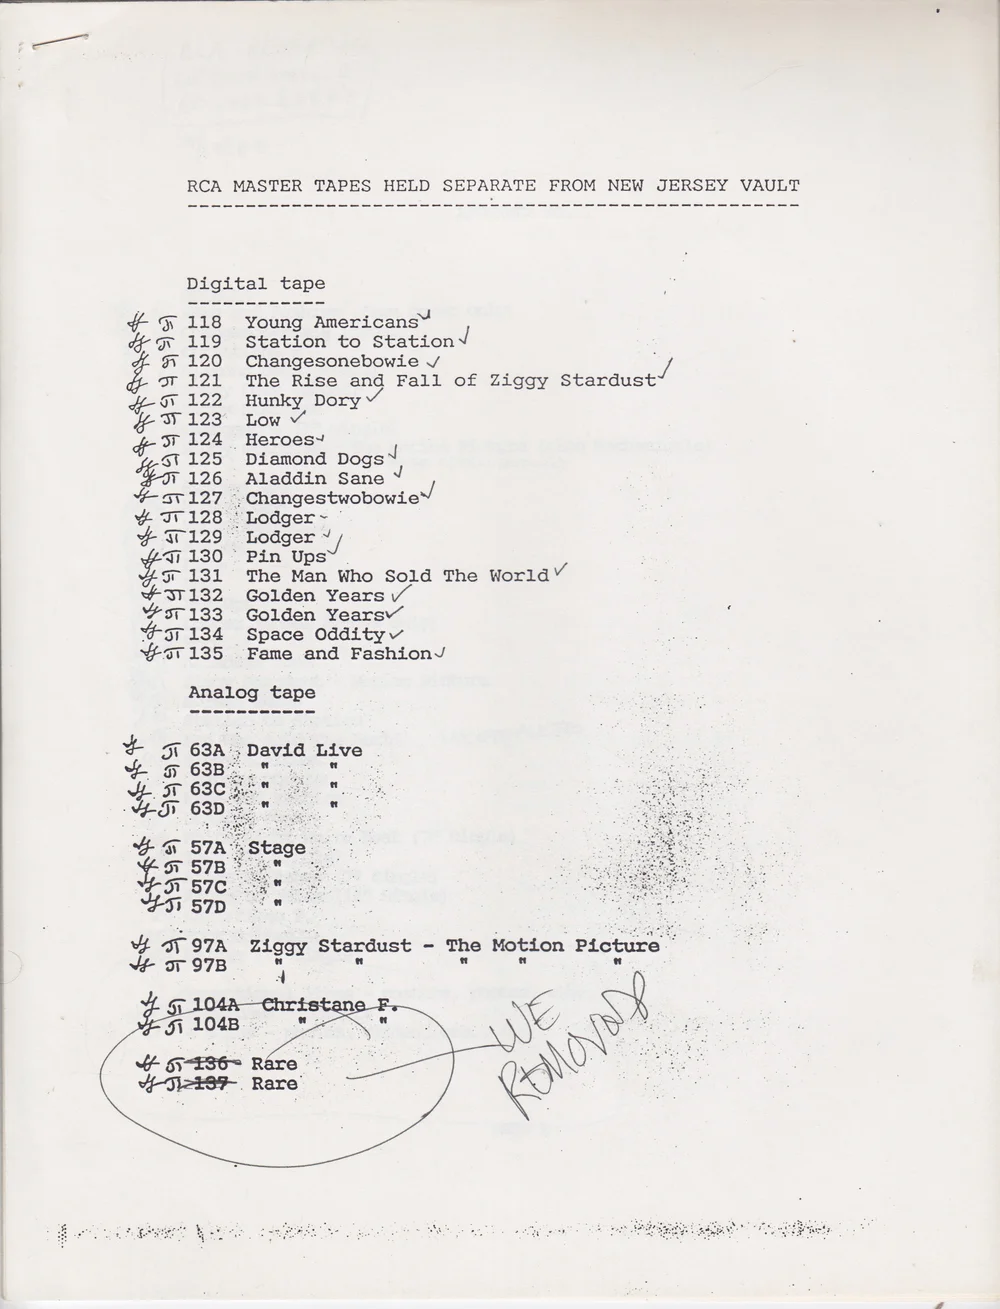 RCA MASTER TAPES HELD SEPARATE FROM NEW JERSEY VAULT
Digital tape
118 Young Americans ✓
119 Station to Station ✓
120 Changesonebowie ✓
121 The Rise and Fall of Ziggy Stardust ✓
122 Hunky Dory ✓
123 Low ✓
124 Heroes ✓
125 Diamond Dogs ✓
126 Aladdin Sane ✓
127 Changestwobowie ✓
128 Lodger
129 Lodger ✓
130 Pin Ups ✓
131 The Man Who Sold The World ✓
132 Golden Years ✓
133 Golden Years ✓
134 Space Oddity ✓
135 Fame and Fashion ✓
Analog tape
63A David Live
63B " "
63C " "
63D " "
57A Stage
57B "
57C "
57D "
97A Ziggy Stardust - The Motion Picture
97B " " " " "
104A Christane F.
104B " "
136 Rare
137 Rare
WE
REMOVED